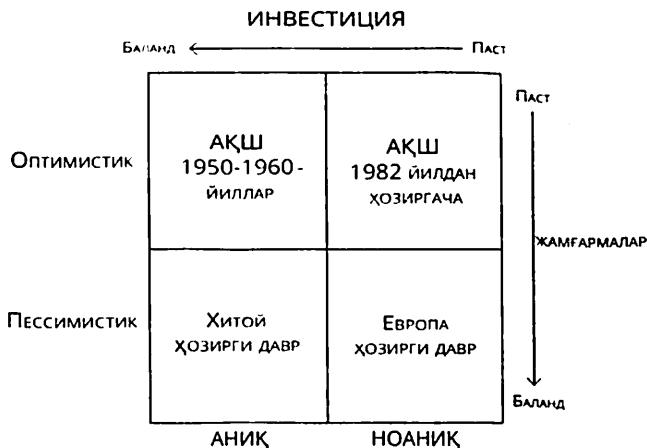 ИНВЕСТИЦИЯ
Баланд
Паст
Паст
Оптимистик
АҚШ
1950-1960-
йиллар
АҚШ
1982 йилдан
ҳозиргача
жамғармалар
Пессимистик
Хитой
ҳозирги давр
Европа
ҳозирги давр
Баланд
АНИҚ
НОАНИҚ